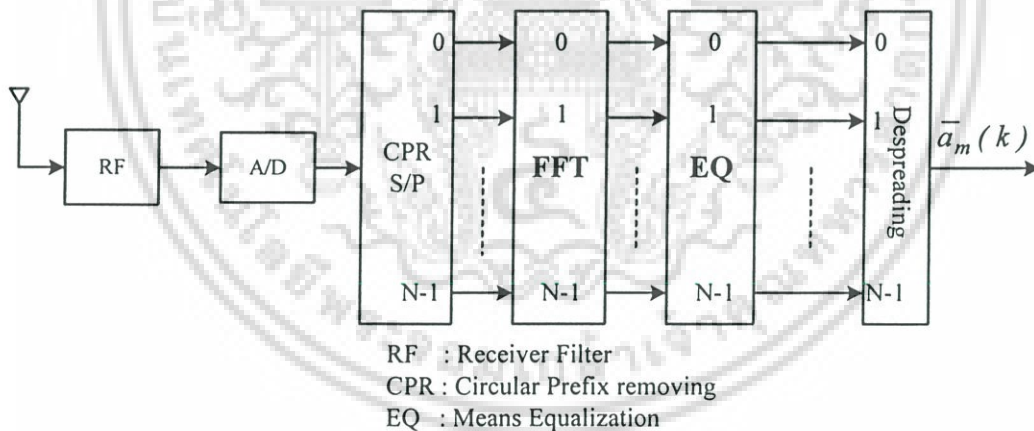 0 0 0 0
1 1 1 1
RF A/D CPR S/P FFT EQ Despreading a̅_m(k)
N-1 N-1 N-1 N-1
RF : Receiver Filter
CPR : Circular Prefix removing
EQ : Means Equalization